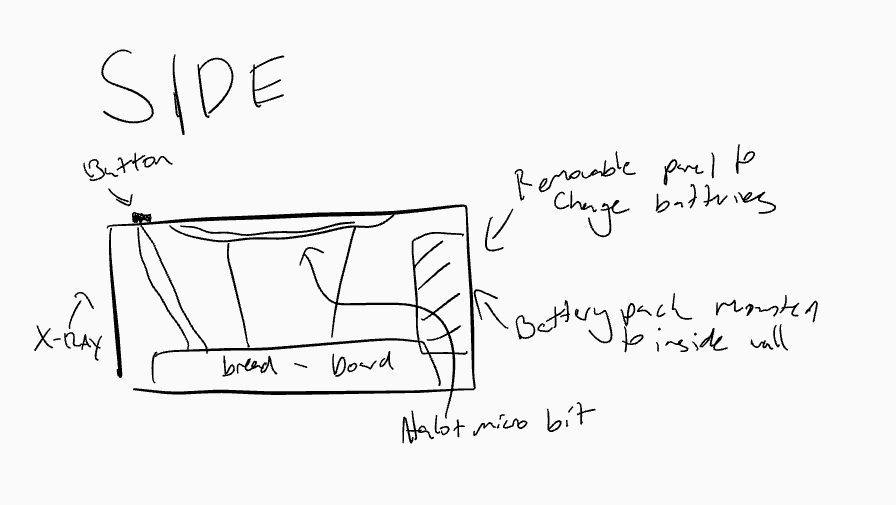 SIDE
Button
Removable panel to
Change batteries
X-RAY
Battery pack mounted
to inside wall
bread - board
Halo + micro bit